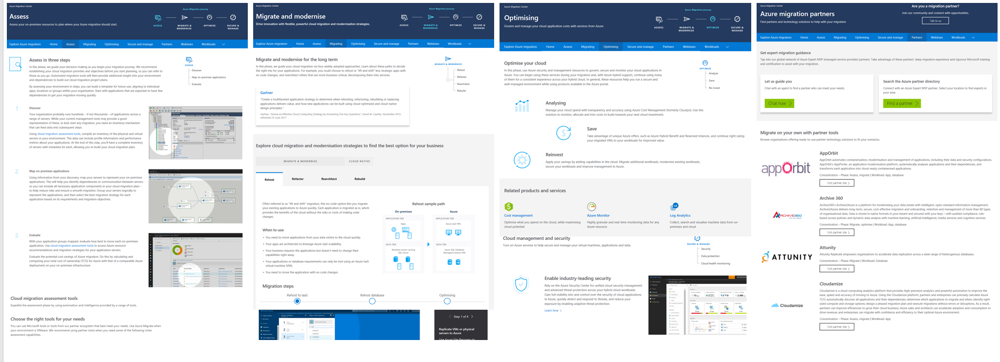 Azure Migration Center
Assess
Assess your on-premises resources to plan where your Azure migration should start.
Azure Migration Journey
ASSESS
MIGRATE & MODERNIZE
OPTIMIZE
SECURE & MANAGE
Explore Azure migration: Home Assess Migrating Optimising Secure and manage Partners Webinars Workloads
Assess in three steps
In this phase, we guide your decision-making as you begin your migration journey. We recommend
establishing your cloud migration priorities and objectives before you start planning, so you can refer to
those as you go. Automated migration tools will then provide additional insight into your environment
and dependencies to build out cloud migration project plans.
By assessing your environment in steps, you can build a template for future use, aligning to individual
apps, locations or groups within your organisation. Start with applications that are expected to have few
dependencies to get your migration moving quickly.
ASSESS
Discover
Map on-premises applications
Evaluate
1
Discover
Your organisation probably runs hundreds – if not thousands – of applications across a
range of servers. While your current management tools may provide a good
representation of these, to kick-start any migration, you need an inventory mechanism
that can feed data into subsequent steps.
Using cloud migration assessment tools, compile an inventory of the physical and virtual
servers in your environment. This data can include profile information and performance
metrics about your applications. At the end of this step, you'll have a complete inventory
of servers with metadata for each, allowing you to build your cloud migration plan.
2
Map on-premises applications
Using information from your discovery, map your servers to represent your on-premises
applications. This will help you identify dependencies or communication between servers
so you can include all necessary application components in your cloud migration plan –
to help reduce risks and ensure a smooth migration. Group your servers logically to
represent the applications, and then select the best migration strategy for each
application based on its requirements and migration objectives.
3
Evaluate
With your application groups mapped, evaluate how best to move each on-premises
application. Use cloud migration assessment tools to access Azure resource
recommendations and migration strategies for your application servers.
Evaluate the potential cost savings of Azure migration. Do this by calculating and
comparing your total cost of ownership (TCO) for Azure with that of a comparable Azure
deployment on your on-premises infrastructure.
Cloud migration assessment tools
Expedite the assessment phase by using automation and intelligence provided by a range of tools.
Choose the right tools for your needs
You can use Microsoft tools or tools from our partner ecosystem that best meet your needs. Use Azure Migrate when
your environment is VMware. We recommend using partner tools when you need some of the following richer
assessment capabilities.
Azure Migration Center
Migrate and modernise
Drive innovation with flexible, powerful cloud migration and modernisation strategies.
Azure Migration Journey
ASSESS
MIGRATE & MODERNIZE
OPTIMIZE
SECURE & MANAGE
Explore Azure migration: Home Assess Migrating Optimising Secure and manage Partners Webinars Workloads
Migrate and modernise for the long term
In this phase, we guide your cloud migration via four widely-adopted approaches. Learn about these paths to decide
the right mix for your applications. For example, you could choose to rehost or "lift and shift" less-strategic apps with
no code changes, and rearchitect others that are more business-critical, decomposing them into services.
MIGRATE & MODERNIZE
Rehost
Refactor
Rearchitect
Rebuild
Gartner
"Create a multifaceted application strategy to determine when rehosting, refactoring, rebuilding or replacing
applications delivers value, and how new applications can be built using cloud-optimized and cloud-native
design principles."
Gartner, "Devise an Effective Cloud Computing Strategy by Answering Five Key Questions", David W. Cearley, November 2015,
refreshed 23 June 2017
Explore cloud migration and modernisation strategies to find the best option for your business
MIGRATE & MODERNISE CLOUD NATIVE
Rehost Refactor Rearchitect Rebuild
Often referred to as "lift and shift" migration, this no-code option lets you migrate
your existing applications to Azure quickly. Each application is migrated as is, which
provides the benefits of the cloud without the risks or costs of making code
changes.
When to use:
• You need to move applications from your data centre to the cloud quickly.
• Your apps are architected to leverage Azure IaaS scalability.
• Your business requires the applications but doesn't need to change their
capabilities right away.
• Your applications or database requirements can only be met using an Azure IaaS
virtual machine (VM).
• You need to move the application with no code changes
Rehost sample path
On-premises Azure
APPLICATION TIER APPLICATION TIER
Apps Azure IaaS VMs
DATA TIER DATA TIER
Windows server running
SQL Server
Azure SQL Database
Managed Instance (MI)
Migration steps
Rehost to IaaS Rehost database Optimising
Step 1 of 4
Replicate VMs or physical
servers to Azure
Use Azure Site Recovery to
Azure Migration Center
Optimising
Govern and manage your cloud application costs with services from Azure.
Azure Migration Journey
ASSESS
MIGRATE & MODERNIZE
OPTIMIZE
SECURE & MANAGE
Explore Azure migration: Home Assess Migrating Optimising Secure and manage Partners Webinars Workloads
Optimise your cloud
In this phase, use Azure security and management resources to govern, secure and monitor your cloud applications in
Azure. You can begin using these services during your migration and, with Azure hybrid support, continue using many
of them for a consistent experience across your hybrid cloud. In general, these resources help you run a secure and
well-managed environment while using products available in the Azure portal.
OPTIMIZE
Analyze
Save
Re-invest
Analysing
Manage your cloud spend with transparency and accuracy using Azure Cost Management (formerly Cloudyn). Use this
solution to monitor, allocate and trim costs to build towards your next cloud investment.
Save
Take advantage of unique Azure offers, such as Azure Hybrid Benefit and Reserved Intances, and continue right-sizing
your migrated VMs to your workloads for improved value.
Reinvest
Apply your savings by adding capabilities in the cloud. Migrate additional workloads, modernise existing workloads,
secure your workloads and improve management in Azure.
Related products and services
Cost management
Optimise what you spend on the cloud, while maximising
cloud potential
Azure Monitor
Highly granular and real-time monitoring data for any
Azure resource
Log Analytics
Collect, search and visualise machine data from on-
premises and cloud
Cloud management and security
Turn on Azure services to help secure and manage your virtual machines, applications and data.
SECURE & MANAGE
Security
Data protection
Cloud health monitoring
Enable industry-leading security
Rely on the Azure Security Center for unified cloud security management
and advanced threat protection across your hybrid cloud workloads.
Gain full visibility into and control over the security of cloud applications
in Azure, quickly detect and respond to threats, and reduce your
exposure by enabling adaptive threat protection.
Learn how
Azure Migration Center
Azure migration partners
Find partners and technology solutions to help with your migration
Are you a migration partner?
Join our community and connect with opportunities.
Talk to us
Explore Azure migration: Home Assess Migrating Optimising Secure and manage Partners Webinars Workloads
Get expert migration guidance
Tap into our global network of Azure Expert MSP (managed service provider) partners. Take advantage of these partners' deep migration experience and rigorous Microsoft training
and certification to assist with your migration.
Let us guide you
Chat with an agent to find a partner who can meet your needs.
Chat now
Search the Azure partner directory
Connect with an Azure Expert MSP partner. Select your location to find experts in
your area.
Find a partner
Migrate on your own with partner tools
Browse organisations offering ready-to-use partner technology solutions to fit your scenarios.
appOrbit
AppOrbit
AppOrbit automates containerisation, modernisation and management of applications, including their data and security configurations.
AppOrbit's AppPorter, an application modernisation platform, systematically analyses applications and their dependencies, and
transforms each application into cloud-ready containerised applications.
Concentration – Phase: Assess, migrate | Workload: App, database
Visit partner site
ARCHIVE360
Archive 360
Archive360's Archive2Azure is a platform for modernising your data estate with intelligent, open-standard information management.
Archive2Azure delivers long-term, secure, cost-effective migration and onboarding, retention and management of more than 80 types
of organisational data. Data is stored in native formats in your tenant and secured with your keys – with audited compliance, role-
based access policies and dynamic data analysis with machine learning, artificial intelligence, media services and cognitive services.
Concentration – Phase: Migrate, optimise | Workload: App, database
Visit partner site
ATTUNITY
Attunity
Attunity Replicate empowers organisations to accelerate data replication across a wide range of heterogenous databases.
Concentration – Phase: Migrate | Workload: Database
Visit partner site
Cloudamize
Cloudamize
Cloudamize is a cloud computing analytics platform that provides high-precision analytics and powerful automation to improve the
ease, speed and accuracy of moving to Azure. Using the Cloudamize platform, partners and enterprises can precisely calculate Azure
TCO; automatically discover all applications and their dependencies; determine which applications to migrate and when; identify right-
sized compute and storage options; design a phased migration plan and execute migrations without errors or disruptions. As a result,
partners can improve efficiencies to grow their cloud business; Azure sales and architects can accelerate adoption and consumption to
drive revenue; and enterprises can migrate with confidence and efficiency to their optimal Azure environment.
Concentration – Phase: Assess, migrate | Workload: App
Visit partner site